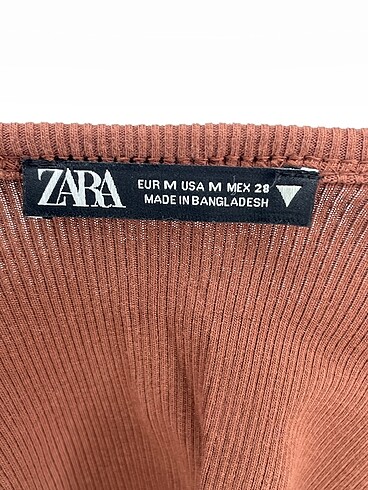 ZARA
EUR M USA M MEX 28
MADE IN BANGLADESH